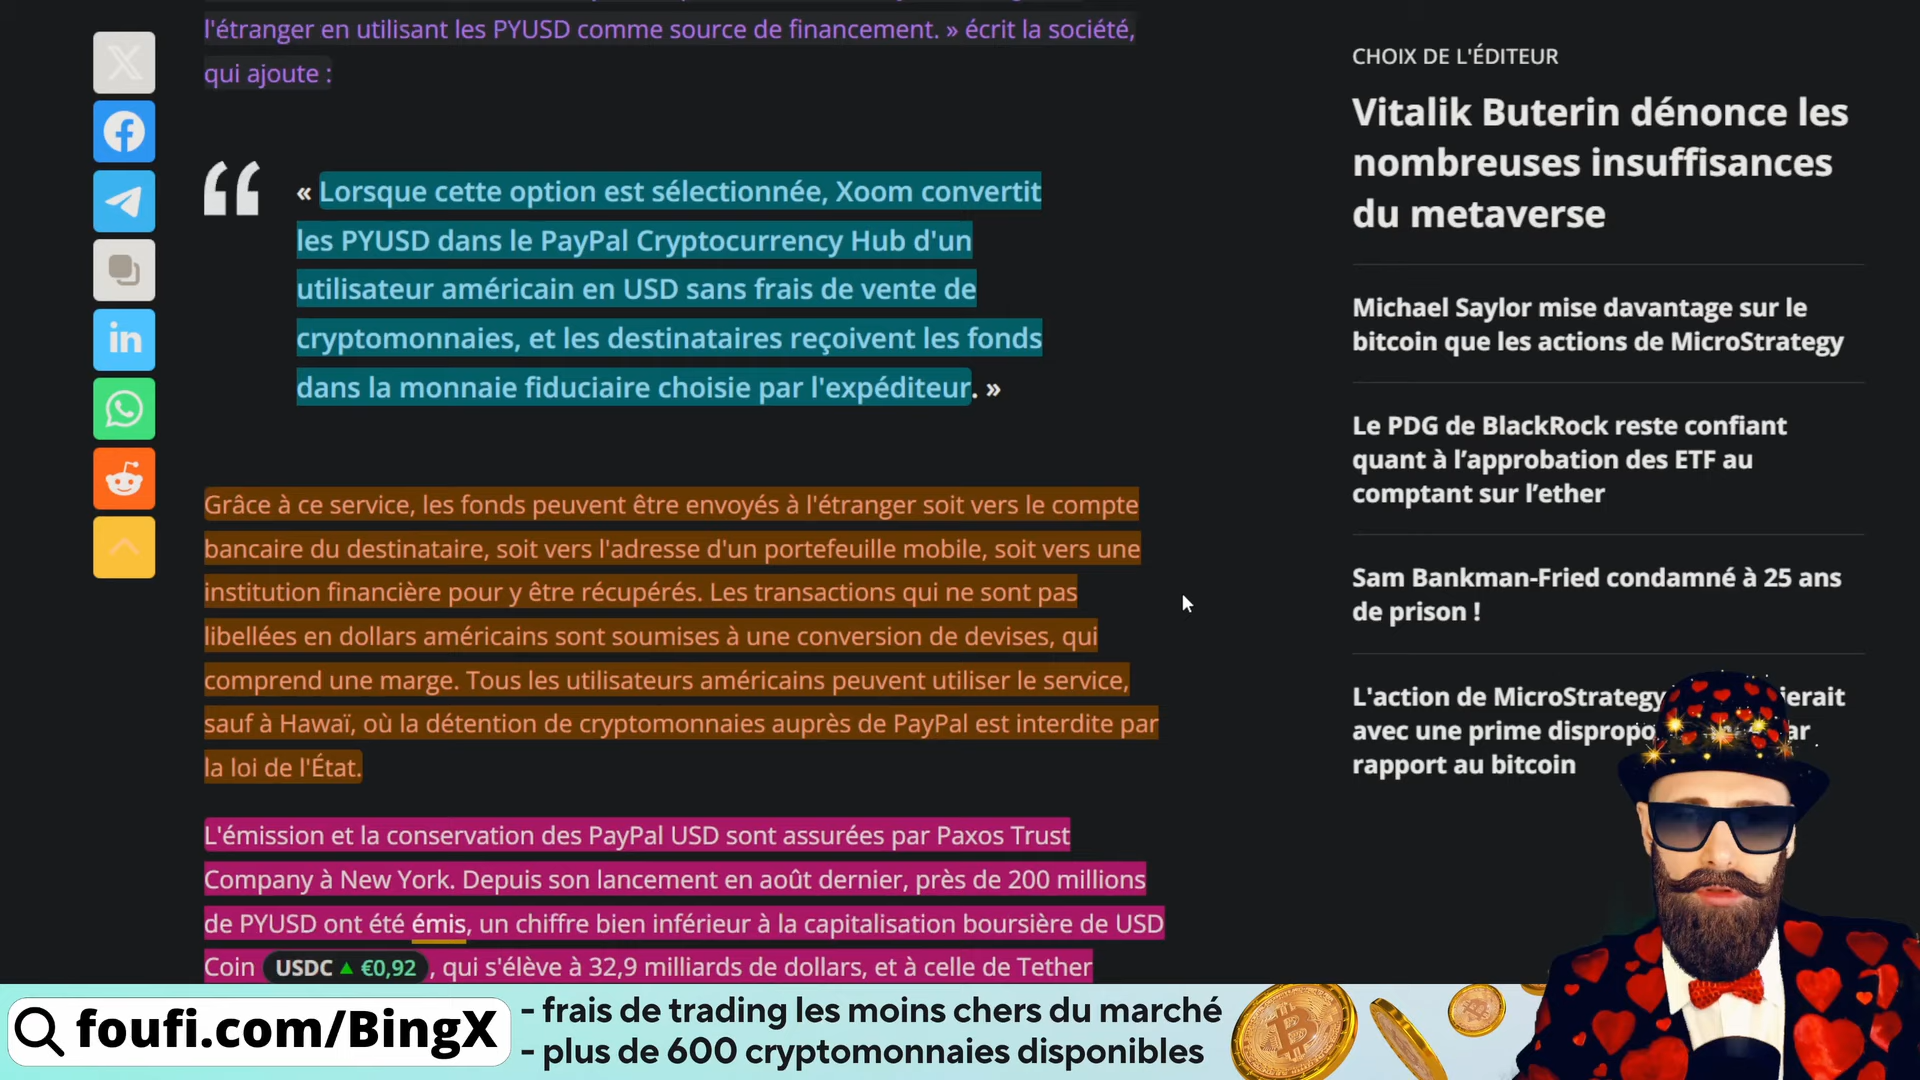 l'étranger en utilisant les PYUSD comme source de financement. » écrit la société,
qui ajoute :
« Lorsque cette option est sélectionnée, Xoom convertit
les PYUSD dans le PayPal Cryptocurrency Hub d'un
utilisateur américain en USD sans frais de vente de
cryptomonnaies, et les destinataires reçoivent les fonds
dans la monnaie fiduciaire choisie par l'expéditeur. »
Grâce à ce service, les fonds peuvent être envoyés à l'étranger soit vers le compte
bancaire du destinataire, soit vers l'adresse d'un portefeuille mobile, soit vers une
institution financière pour y être récupérés. Les transactions qui ne sont pas
libellées en dollars américains sont soumises à une conversion de devises, qui
comprend une marge. Tous les utilisateurs américains peuvent utiliser le service,
sauf à Hawaï, où la détention de cryptomonnaies auprès de PayPal est interdite par
la loi de l'État.
L'émission et la conservation des PayPal USD sont assurées par Paxos Trust
Company à New York. Depuis son lancement en août dernier, près de 200 millions
de PYUSD ont été émis, un chiffre bien inférieur à la capitalisation boursière de USD
Coin USDC ▲ €0,92 , qui s'élève à 32,9 milliards de dollars, et à celle de Tether
CHOIX DE L'ÉDITEUR
Vitalik Buterin dénonce les
nombreuses insuffisances
du metaverse
Michael Saylor mise davantage sur le
bitcoin que les actions de MicroStrategy
Le PDG de BlackRock reste confiant
quant à l’approbation des ETF au
comptant sur l’ether
Sam Bankman-Fried condamné à 25 ans
de prison !
L'action de MicroStrategy
avec une prime
rapport au bitcoin
foufi.com/BingX
- frais de trading les moins chers du marché
- plus de 600 cryptomonnaies disponibles